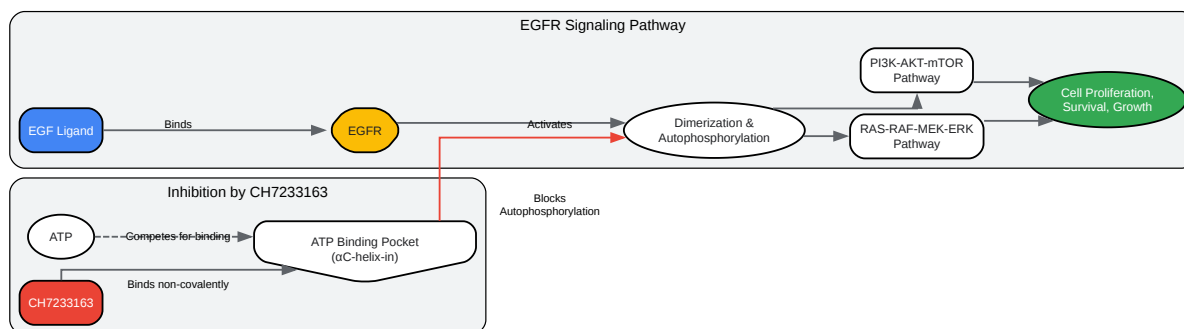 EGFR Signaling Pathway
PI3K-AKT-mTOR
Pathway
Cell Proliferation,
Survival, Growth
EGF Ligand
Binds
EGFR
Activates
Dimerization &
Autophosphorylation
RAS-RAF-MEK-ERK
Pathway
Inhibition by CH7233163
Blocks
Autophosphorylation
ATP
Competes for binding
ATP Binding Pocket
(αC-helix-in)
Binds non-covalently
CH7233163